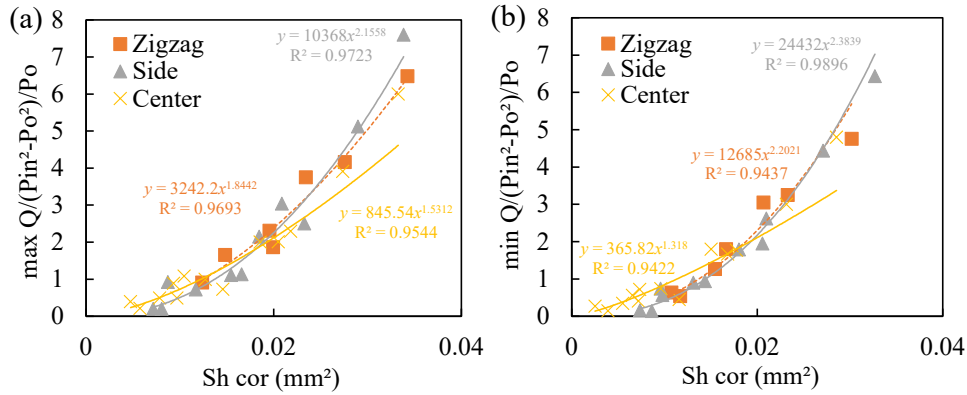 (a)
max Q/(Pin²-Po²)/Po
8
7
6
5
4
3
2
1
0
0
0.02
0.04
Sh cor (mm²)
Zigzag
Side
Center
y = 10368x^2.1558
R² = 0.9723
y = 3242.2x^1.8442
R² = 0.9693
y = 845.54x^1.5312
R² = 0.9544
(b)
min Q/(Pin²-Po²)/Po
8
7
6
5
4
3
2
1
0
0
0.02
0.04
Sh cor (mm²)
Zigzag
Side
Center
y = 24432x^2.3839
R² = 0.9896
y = 12685x^2.2021
R² = 0.9437
y = 365.82x^1.318
R² = 0.9422